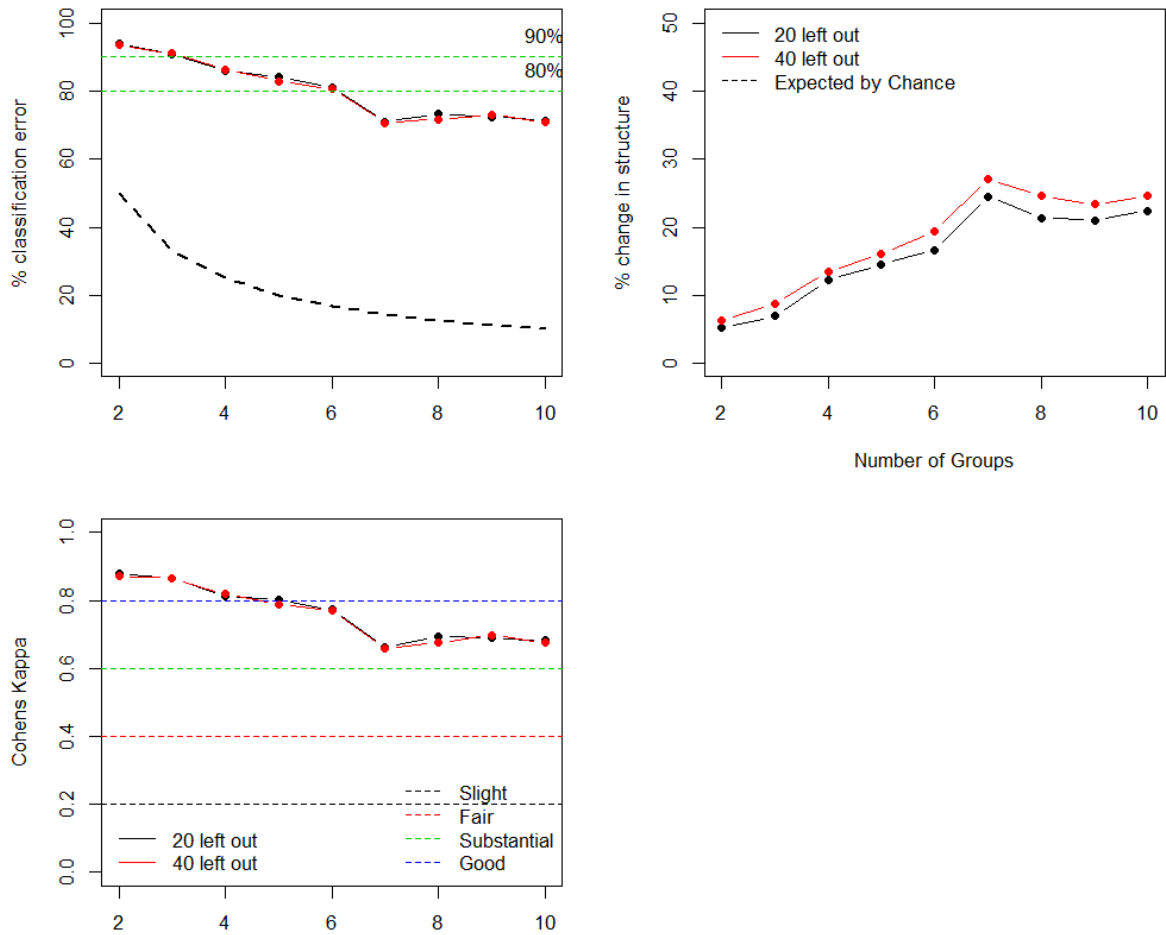 % classification error
100
80
60
40
20
0
90%
80%
2 4 6 8 10
% change in structure
50
40
30
20
10
0
20 left out
40 left out
Expected by Chance
2 4 6 8 10
Number of Groups
Cohens Kappa
1.0
0.8
0.6
0.4
0.2
0.0
20 left out
40 left out
Slight
Fair
Substantial
Good
2 4 6 8 10